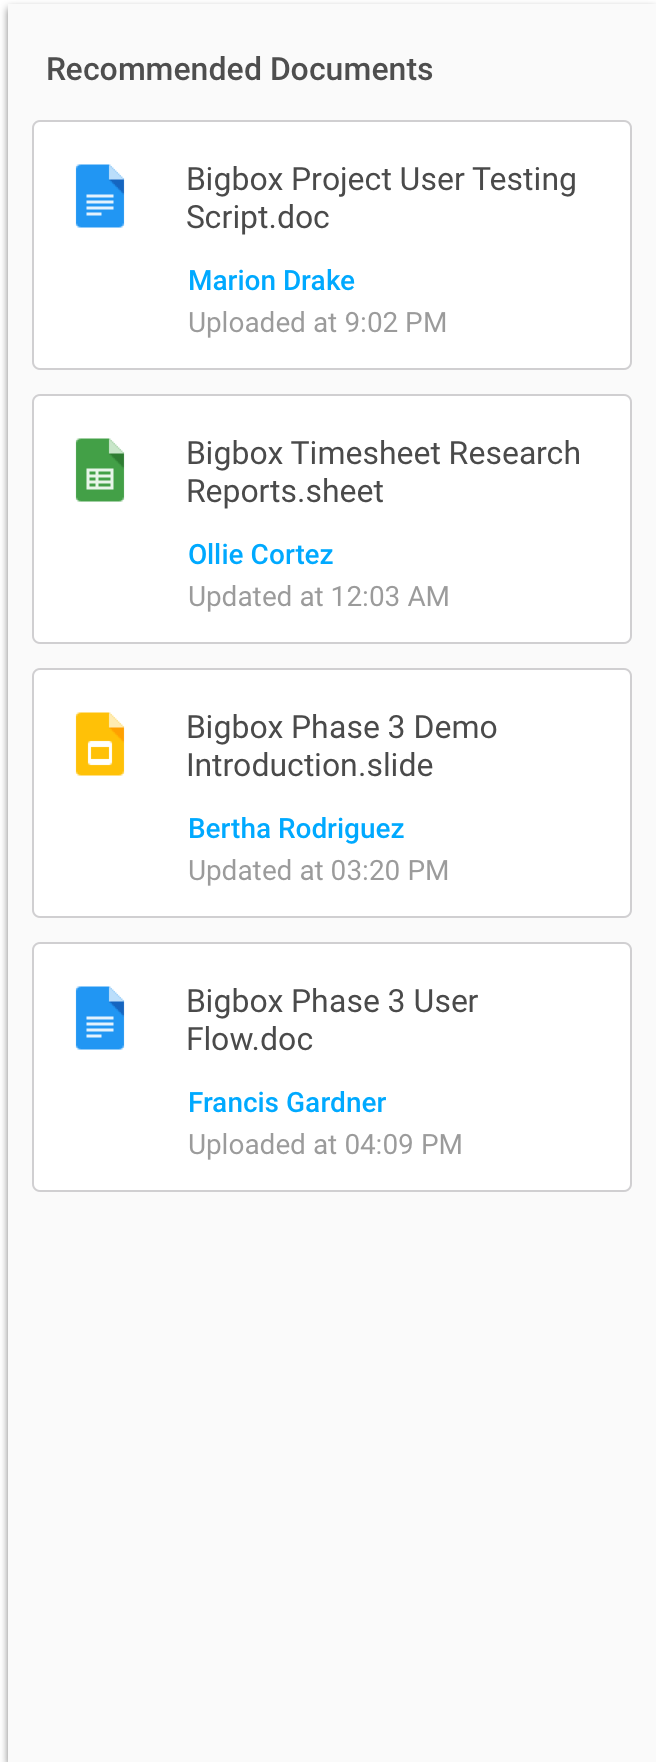 Recommended Documents
Bigbox Project User Testing
Script.doc
Marion Drake
Uploaded at 9:02 PM
Bigbox Timesheet Research
Reports.sheet
Ollie Cortez
Updated at 12:03 AM
Bigbox Phase 3 Demo
Introduction.slide
Bertha Rodriguez
Updated at 03:20 PM
Bigbox Phase 3 User
Flow.doc
Francis Gardner
Uploaded at 04:09 PM